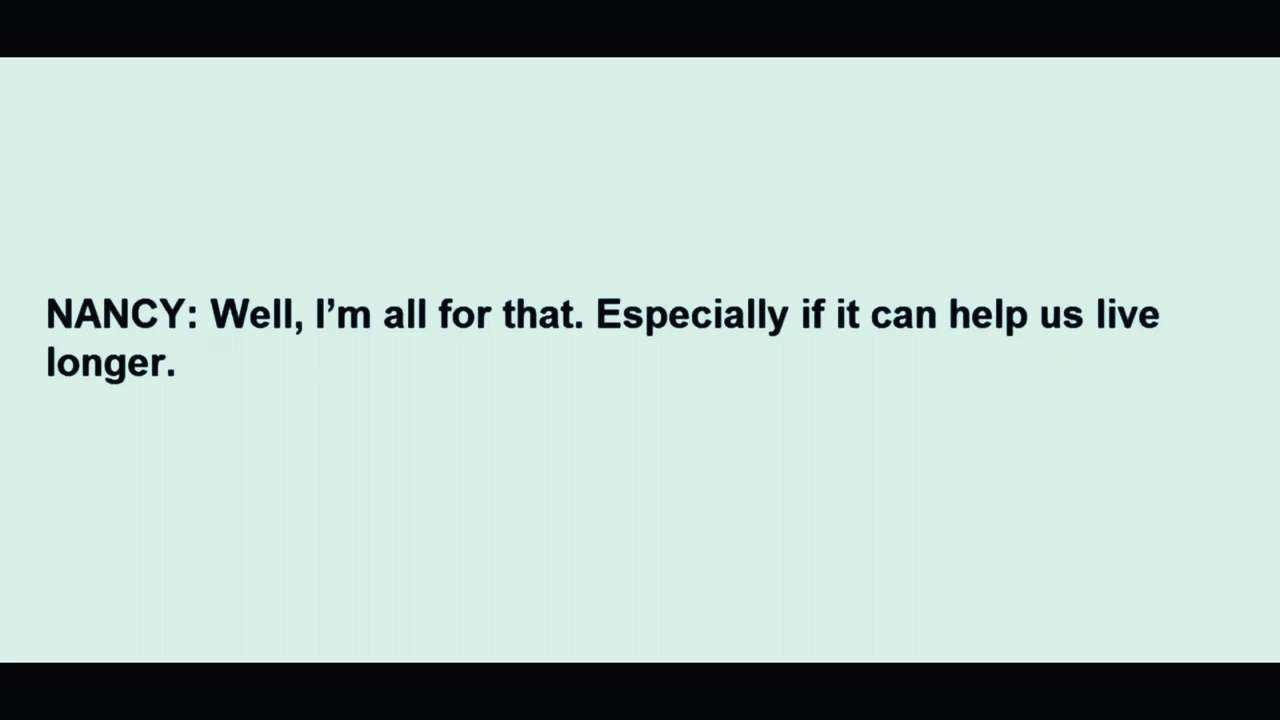 NANCY: Well, I’m all for that. Especially if it can help us live
longer.